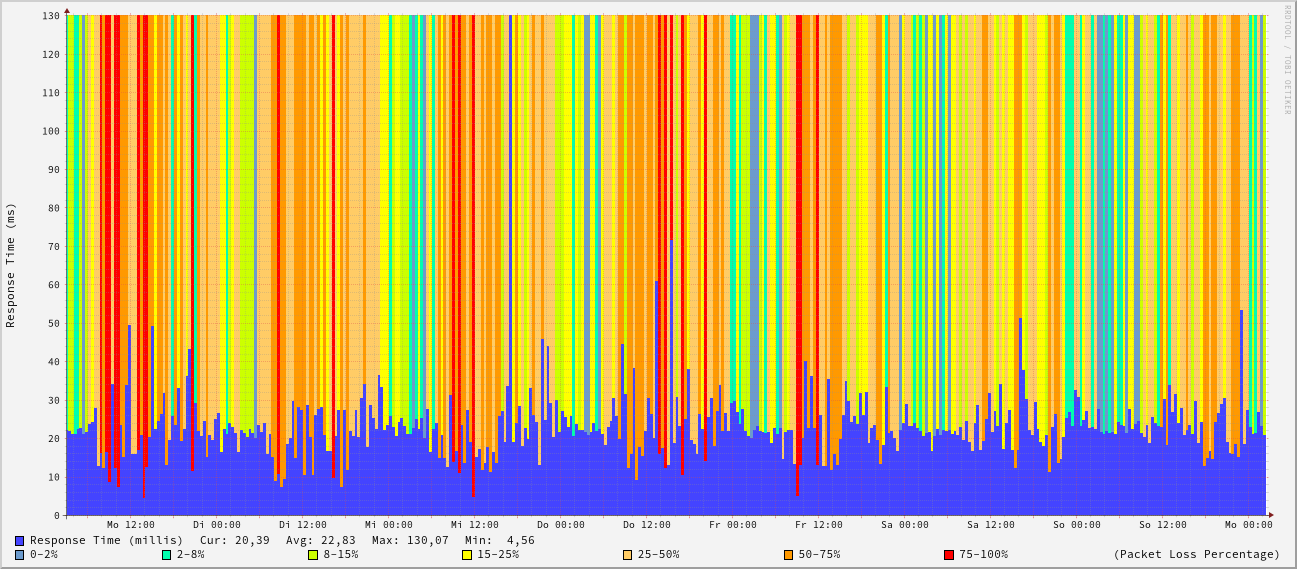 RRDTOOL / TOBI OETIKER
Response Time (ms)
130
120
110
100
90
80
70
60
50
40
30
20
10
0
Mo 12:00 Di 00:00 Di 12:00 Mi 00:00 Mi 12:00 Do 00:00 Do 12:00 Fr 00:00 Fr 12:00 Sa 00:00 Sa 12:00 So 00:00 So 12:00 Mo 00:00
Response Time (millis) Cur: 20,39 Avg: 22,83 Max: 130,07 Min: 4,56
0-2% 2-8% 8-15% 15-25% 25-50% 50-75% 75-100% (Packet Loss Percentage)